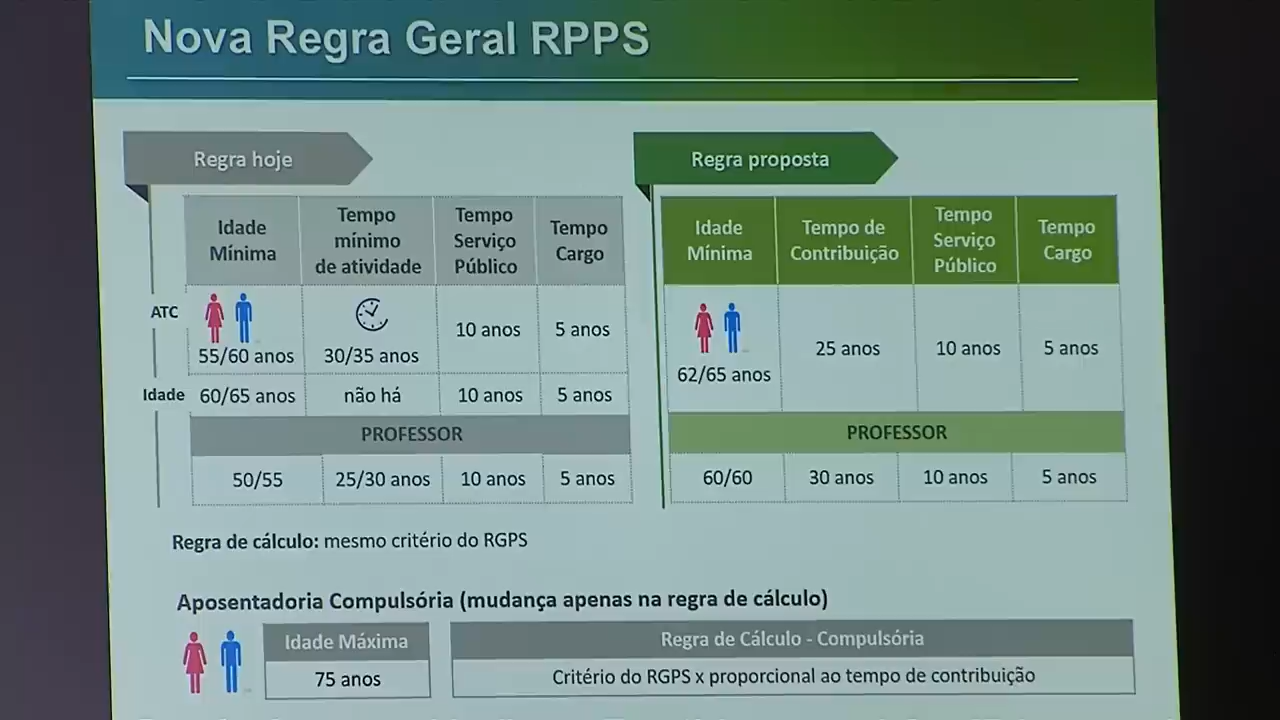 Nova Regra Geral RPPS
Regra hoje
Idade
Mínima
Tempo
mínimo
de atividade
Tempo
Serviço
Público
Tempo
Cargo
ATC
55/60 anos
30/35 anos
10 anos
5 anos
Idade
60/65 anos
não há
10 anos
5 anos
PROFESSOR
50/55
25/30 anos
10 anos
5 anos
Regra proposta
Idade
Mínima
Tempo de
Contribuição
Tempo
Serviço
Público
Tempo
Cargo
62/65 anos
25 anos
10 anos
5 anos
PROFESSOR
60/60
30 anos
10 anos
5 anos
Regra de cálculo: mesmo critério do RGPS
Aposentadoria Compulsória (mudança apenas na regra de cálculo)
Idade Máxima
75 anos
Regra de Cálculo - Compulsória
Critério do RGPS x proporcional ao tempo de contribuição